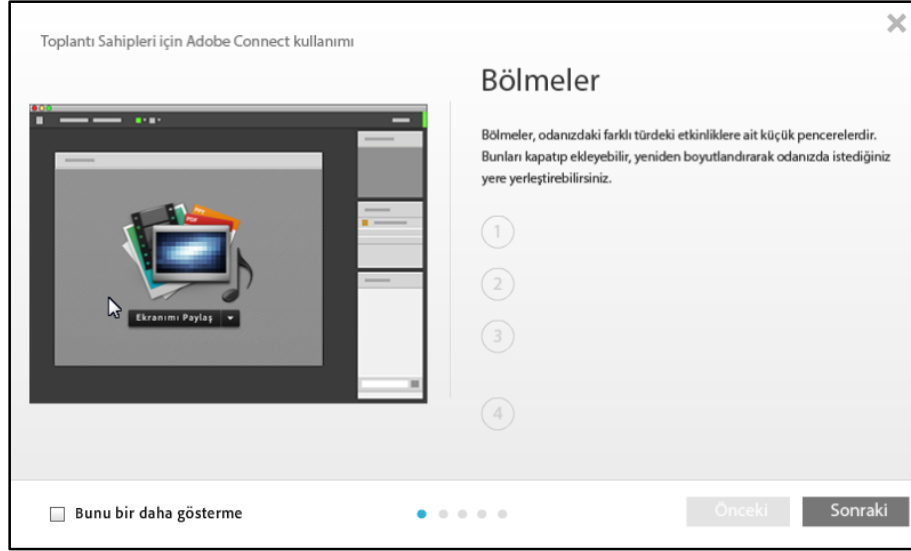 Toplantı Sahipleri için Adobe Connect kullanımı
Bölmeler
Bölmeler, odanızdaki farklı türdeki etkinliklere ait küçük pencerelerdir.
Bunları kapatıp ekleyebilir, yeniden boyutlandırarak odanızda istediğiniz
yere yerleştirebilirsiniz.
PPT
PDF
Ekranımı Paylaş
1
2
3
4
Bunu bir daha gösterme
Önceki
Sonraki